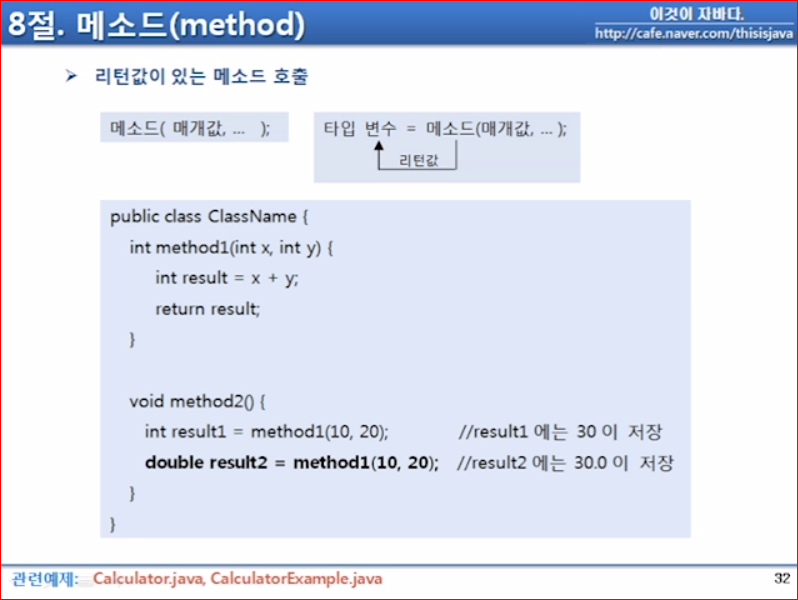 8절. 메소드(method)
이것이 자바다.
http://cafe.naver.com/thisisjava
➤ 리턴값이 있는 메소드 호출
메소드( 매개값, ... );
타입 변수 = 메소드(매개값, ... );
리턴값
public class ClassName {
int method1(int x, int y) {
int result = x + y;
return result;
}
void method2() {
int result1 = method1(10, 20); //result1 에는 30 이 저장
double result2 = method1(10, 20); //result2 에는 30.0 이 저장
}
}
관련예제: Calculator.java, CalculatorExample.java
32